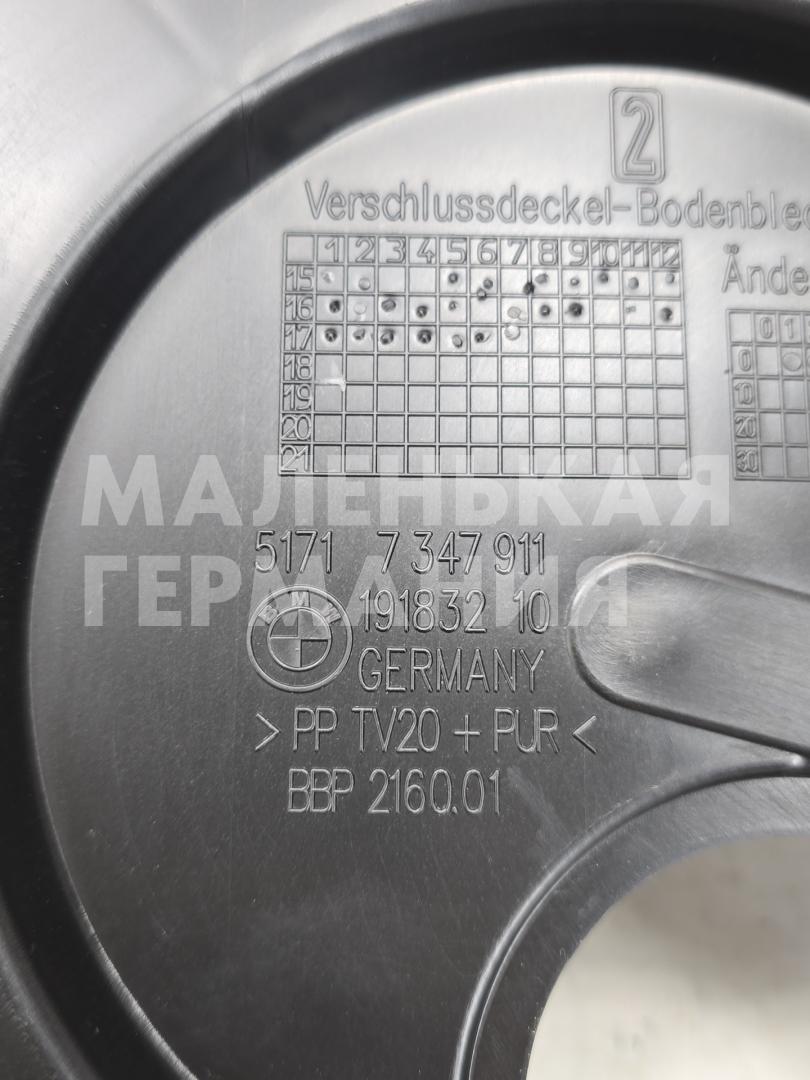 2
Verschlussdeckel-Bodenblec
1 2 3 4 5 6 7 8 9 10 11 12
15
16
17
18
19
20
21
Ände
0 1
0
10
20
30
МАЛЕНЬКАЯ
ГЕРМАНИЯ
5171 7 347 911
BMW
191832 10
GERMANY
> PP TV20 + PUR <
BBP 2160.01